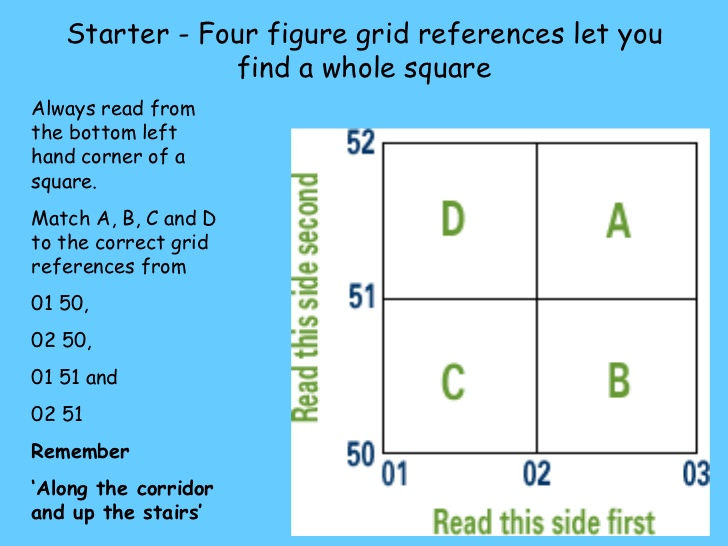 Starter - Four figure grid references let you
find a whole square
Always read from
the bottom left
hand corner of a
square.
Match A, B, C and D
to the correct grid
references from
01 50,
02 50,
01 51 and
02 51
Remember
‘Along the corridor
and up the stairs’
Read this side second
52
D
A
51
C
B
50
01 02 03
Read this side first